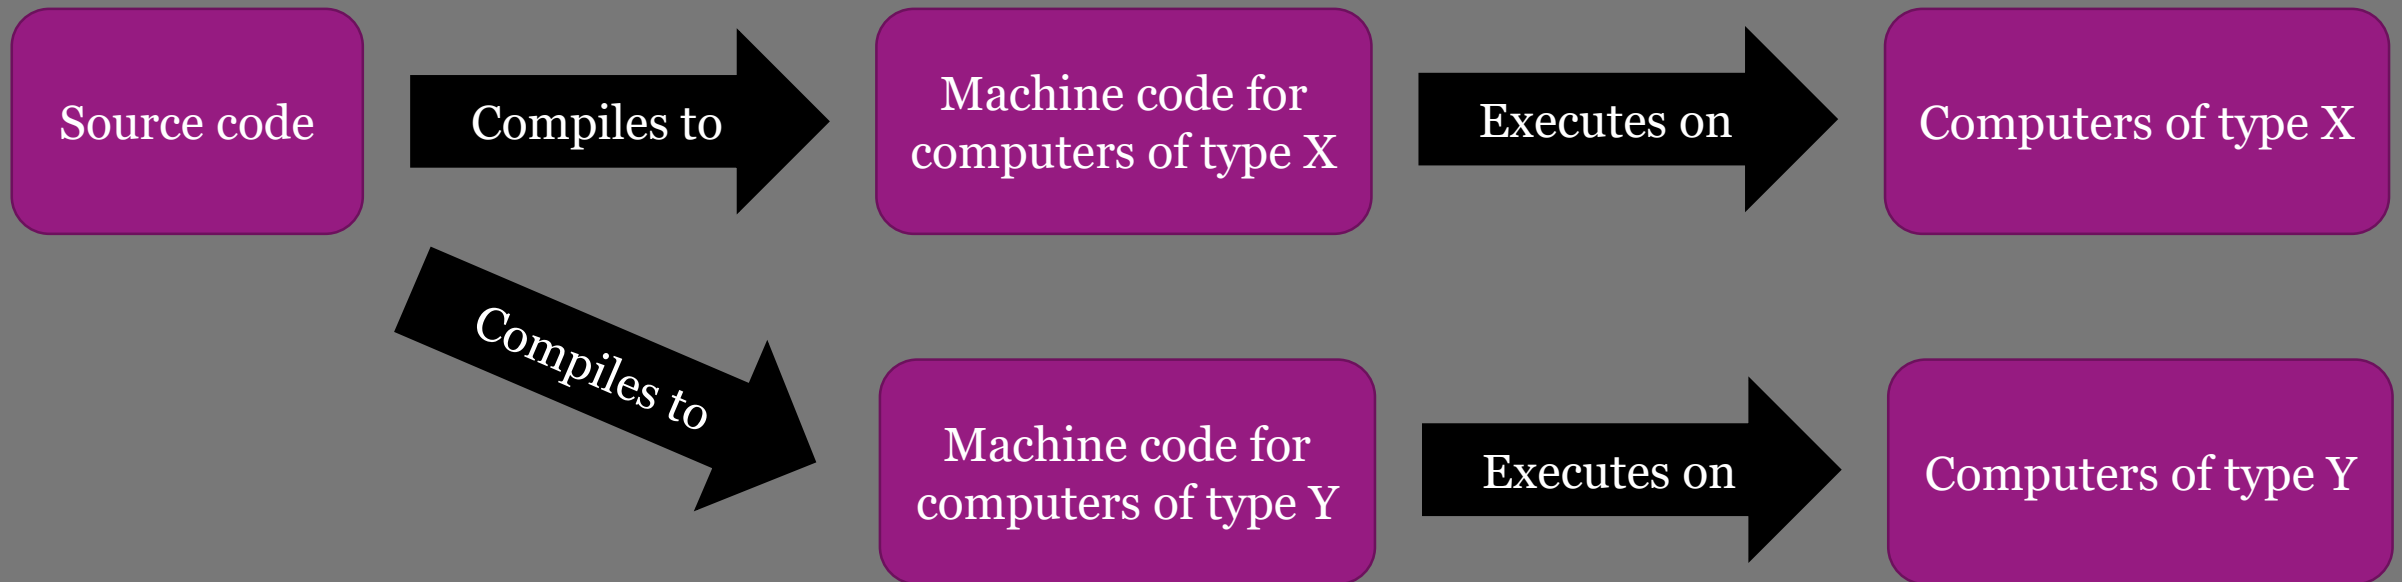 Source code
Compiles to
Machine code for
computers of type X
Executes on
Computers of type X
Compiles to
Machine code for
computers of type Y
Executes on
Computers of type Y